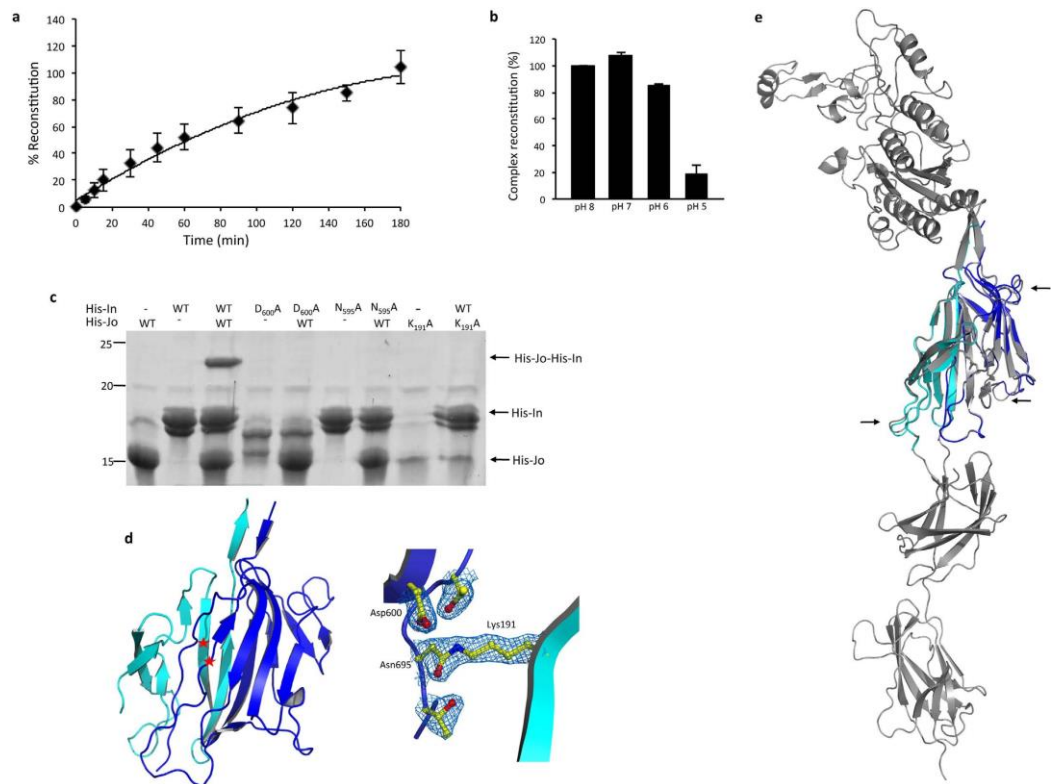 a
140
120
100
80
60
40
20
0
% Reconstitution
0 20 40 60 80 100 120 140 160 180
Time (min)
b
120
100
80
60
40
20
0
Complex reconstitution (%)
pH 8 pH 7 pH 6 pH 5
c
His-In - WT WT D600A D600A N595A N595A - WT
His-Jo WT - WT - WT - WT K191A K191A
25
20
15
His-Jo-His-In
His-In
His-Jo
d
Asp600
Lys191
Asn695
e